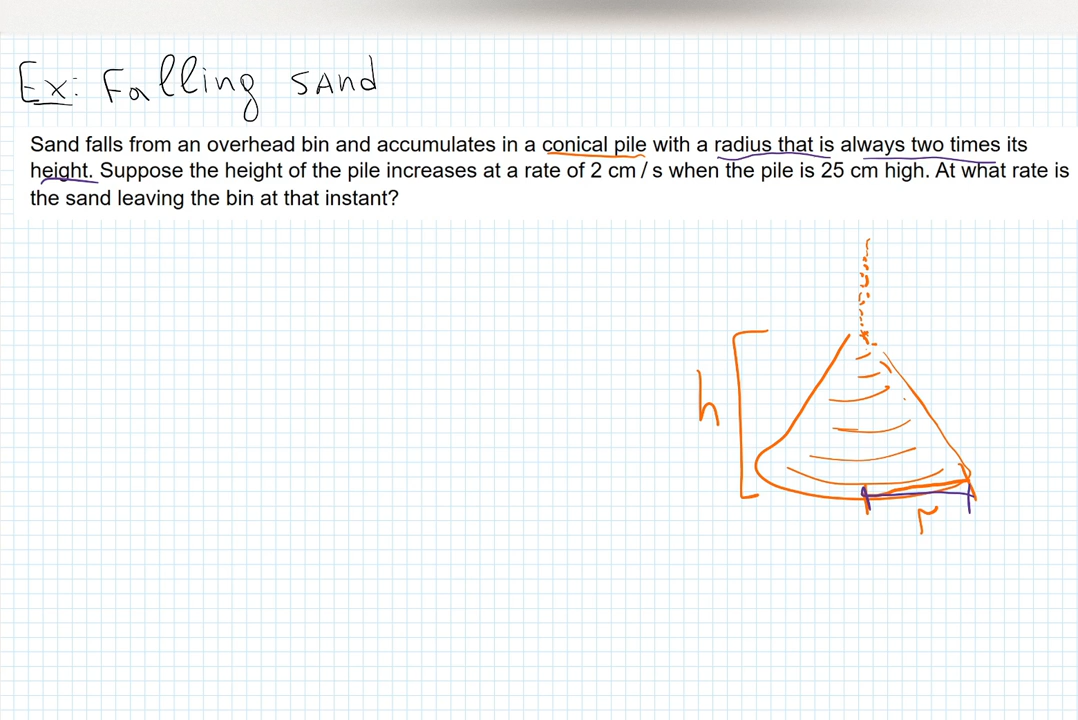 Ex: Falling SAnd
Sand falls from an overhead bin and accumulates in a conical pile with a radius that is always two times its
height. Suppose the height of the pile increases at a rate of 2 cm / s when the pile is 25 cm high. At what rate is
the sand leaving the bin at that instant?
h
r